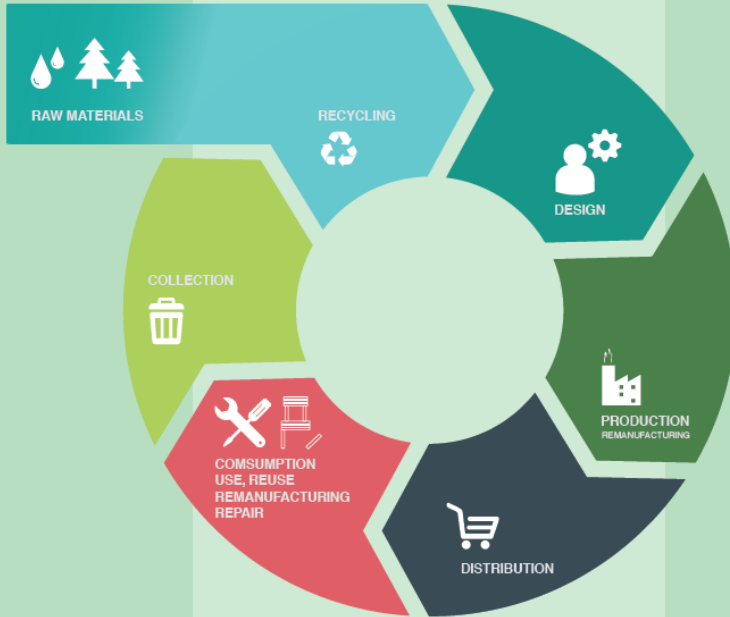 RAW MATERIALS
RECYCLING
DESIGN
PRODUCTION
REMANUFACTURING
DISTRIBUTION
COMSUMPTION
USE, REUSE
REMANUFACTURING
REPAIR
COLLECTION